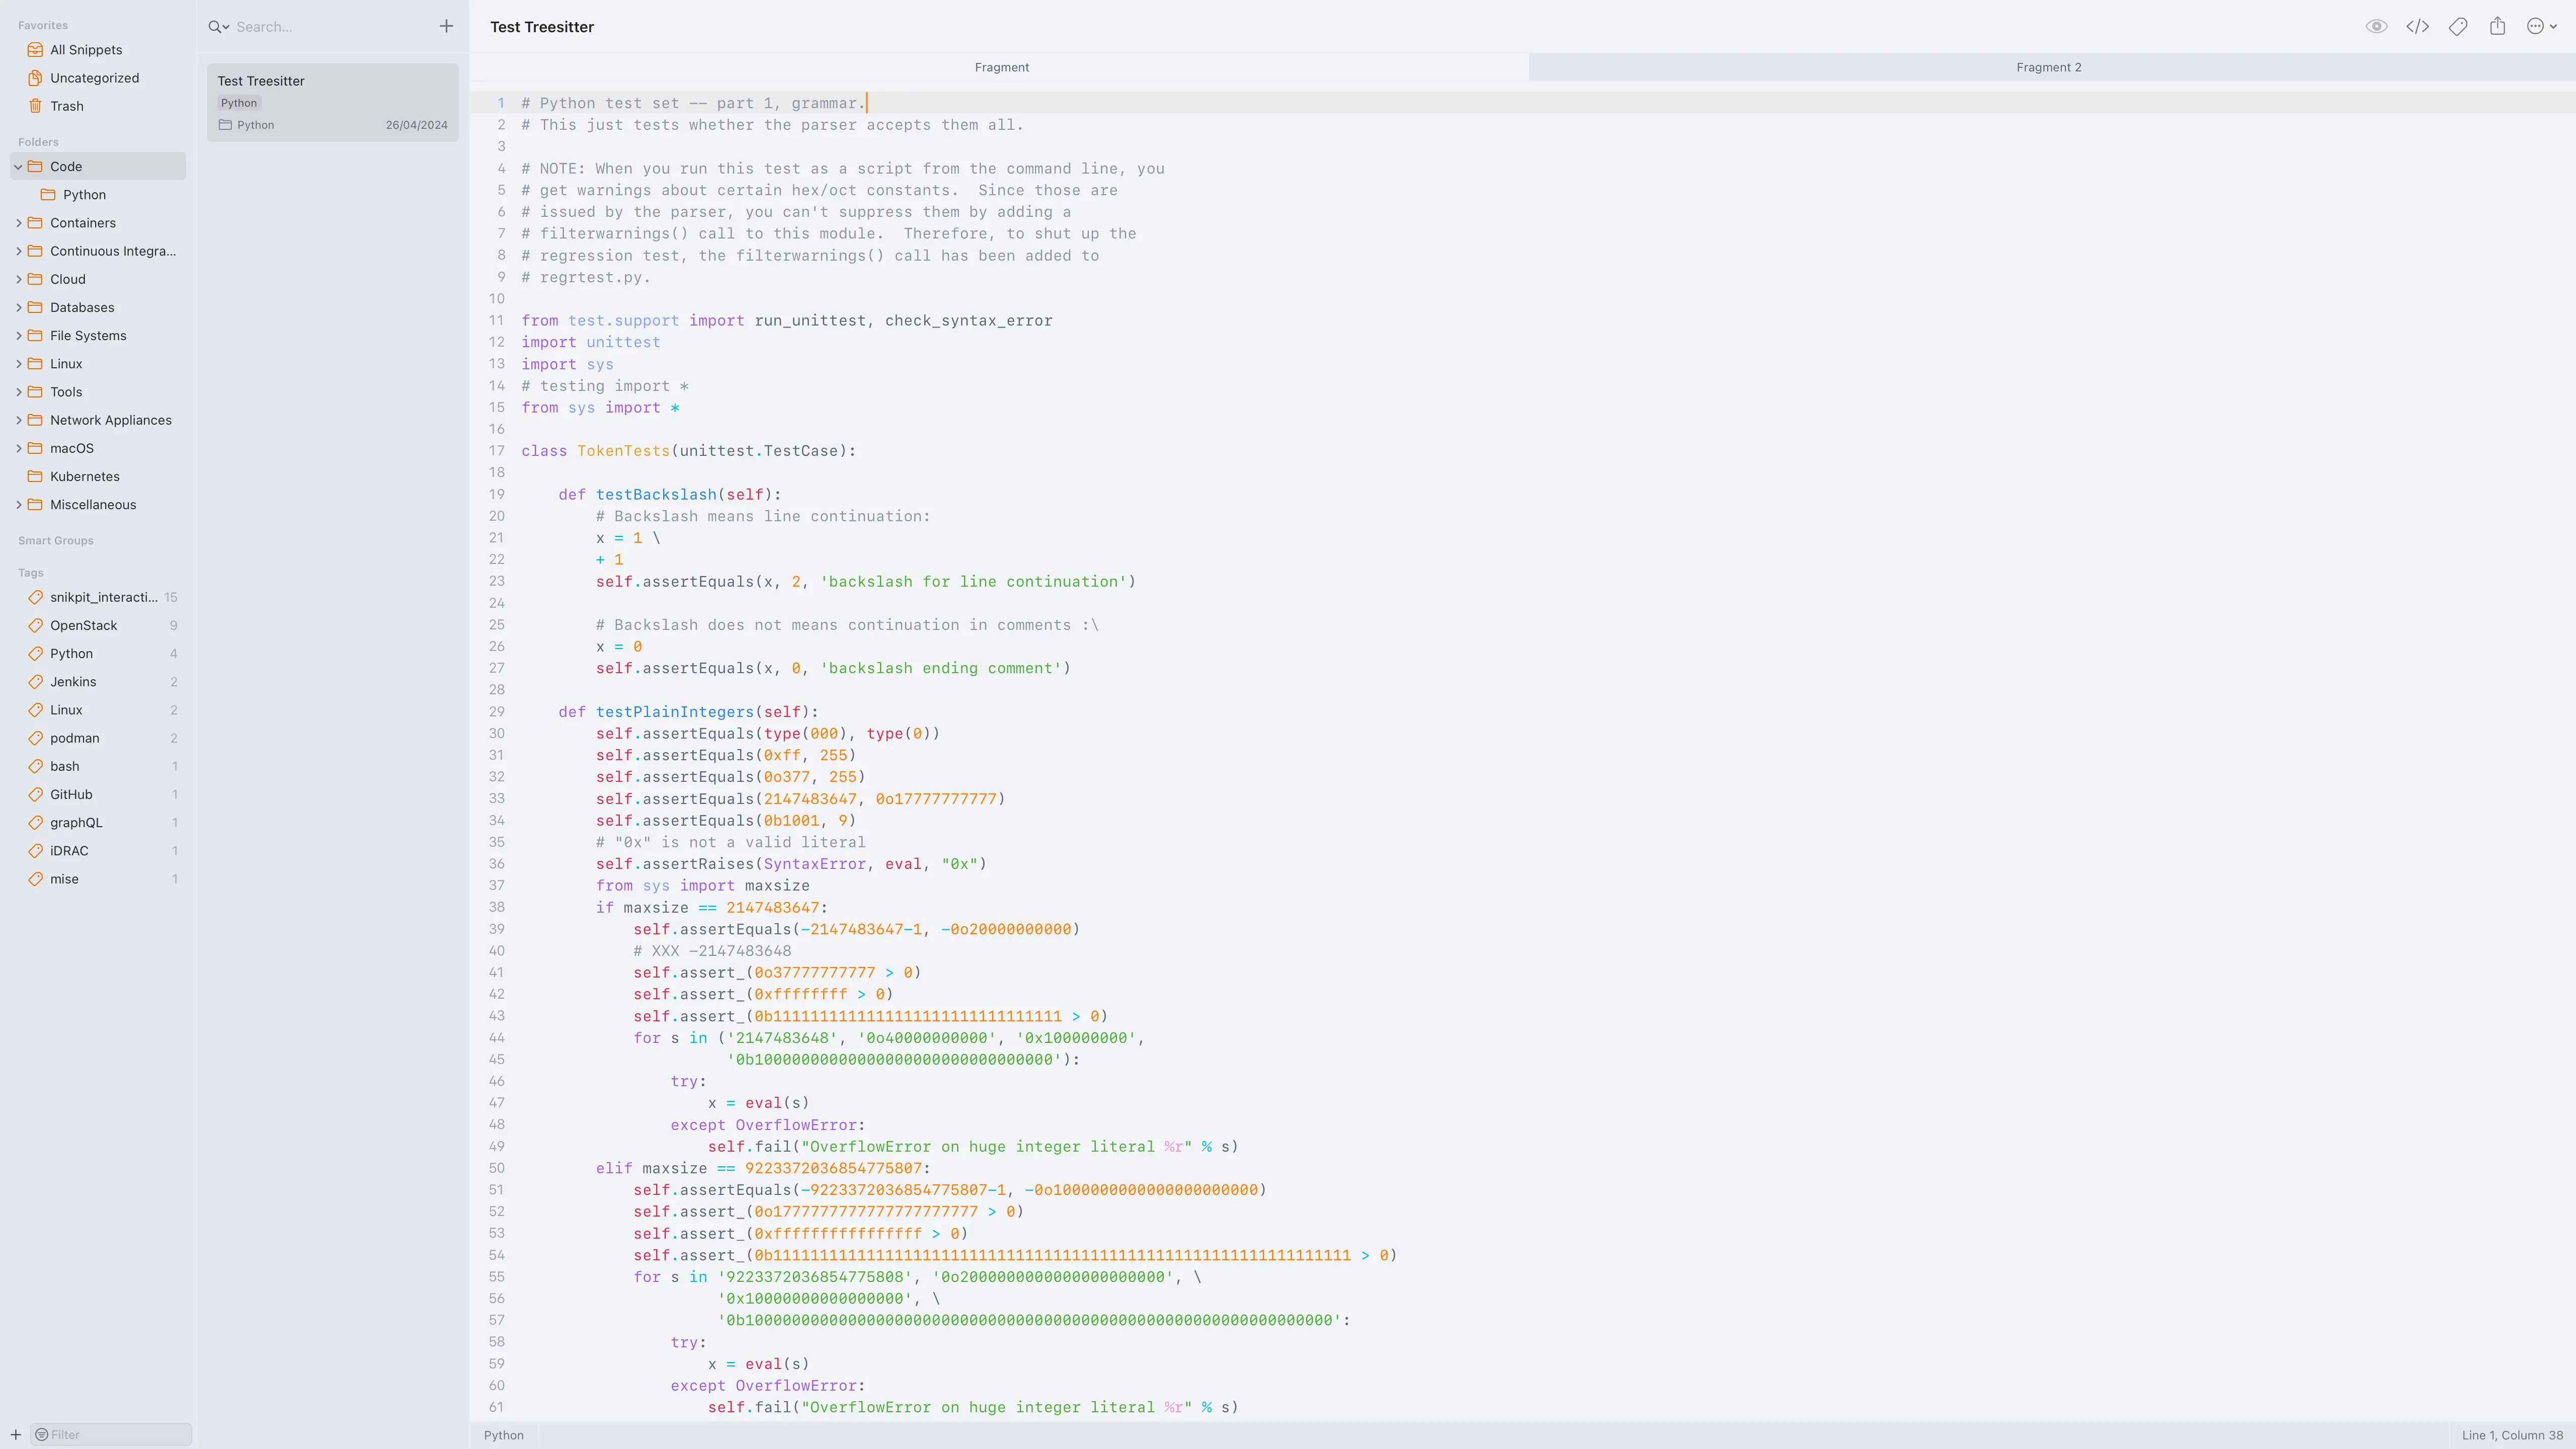 Favorites
All Snippets
Uncategorized
Trash
Folders
Code
Python
Containers
Continuous Integra...
Cloud
Databases
File Systems
Linux
Tools
Network Appliances
macOS
Kubernetes
Miscellaneous
Smart Groups
Tags
snikpit_interacti... 15
OpenStack 9
Python 4
Jenkins 2
Linux 2
podman 2
bash 1
GitHub 1
graphQL 1
iDRAC 1
mise 1
Filter
Search...
Test Treesitter
Python
Python 26/04/2024
Test Treesitter
Fragment
Fragment 2
1 # Python test set -- part 1, grammar.
2 # This just tests whether the parser accepts them all.
3
4 # NOTE: When you run this test as a script from the command line, you
5 # get warnings about certain hex/oct constants.  Since those are
6 # issued by the parser, you can't suppress them by adding a
7 # filterwarnings() call to this module.  Therefore, to shut up the
8 # regression test, the filterwarnings() call has been added to
9 # regrtest.py.
10
11 from test.support import run_unittest, check_syntax_error
12 import unittest
13 import sys
14 # testing import *
15 from sys import *
16
17 class TokenTests(unittest.TestCase):
18
19     def testBackslash(self):
20         # Backslash means line continuation:
21         x = 1 \
22         + 1
23         self.assertEquals(x, 2, 'backslash for line continuation')
24
25         # Backslash does not means continuation in comments :\
26         x = 0
27         self.assertEquals(x, 0, 'backslash ending comment')
28
29     def testPlainIntegers(self):
30         self.assertEquals(type(000), type(0))
31         self.assertEquals(0xff, 255)
32         self.assertEquals(0o377, 255)
33         self.assertEquals(2147483647, 0o17777777777)
34         self.assertEquals(0b1001, 9)
35         # "0x" is not a valid literal
36         self.assertRaises(SyntaxError, eval, "0x")
37         from sys import maxsize
38         if maxsize == 2147483647:
39             self.assertEquals(-2147483647-1, -0o20000000000)
40             # XXX -2147483648
41             self.assert_(0o37777777777 > 0)
42             self.assert_(0xffffffff > 0)
43             self.assert_(0b1111111111111111111111111111111 > 0)
44             for s in ('2147483648', '0o40000000000', '0x100000000',
45                       '0b10000000000000000000000000000000'):
46                 try:
47                     x = eval(s)
48                 except OverflowError:
49                     self.fail("OverflowError on huge integer literal %r" % s)
50         elif maxsize == 9223372036854775807:
51             self.assertEquals(-9223372036854775807-1, -0o1000000000000000000000)
52             self.assert_(0o1777777777777777777777 > 0)
53             self.assert_(0xffffffffffffffff > 0)
54             self.assert_(0b11111111111111111111111111111111111111111111111111111111111111 > 0)
55             for s in '9223372036854775808', '0o2000000000000000000000', \
56                      '0x10000000000000000', \
57                      '0b100000000000000000000000000000000000000000000000000000000000000':
58                 try:
59                     x = eval(s)
60                 except OverflowError:
61                     self.fail("OverflowError on huge integer literal %r" % s)
Python
Line 1, Column 38